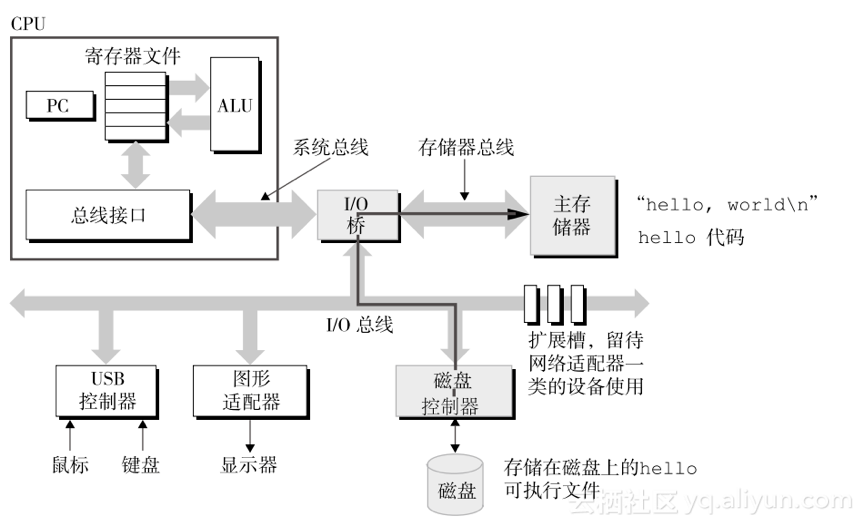 CPU
寄存器文件
PC
ALU
系统总线
存储器总线
总线接口
I/O
桥
主存
储器
“hello, world\n”
hello 代码
I/O 总线
扩展槽，留待
网络适配器一
类的设备使用
USB
控制器
图形
适配器
磁盘
控制器
鼠标
键盘
显示器
磁盘
存储在磁盘上的hello
可执行文件
云栖社区 yq.aliyun.com